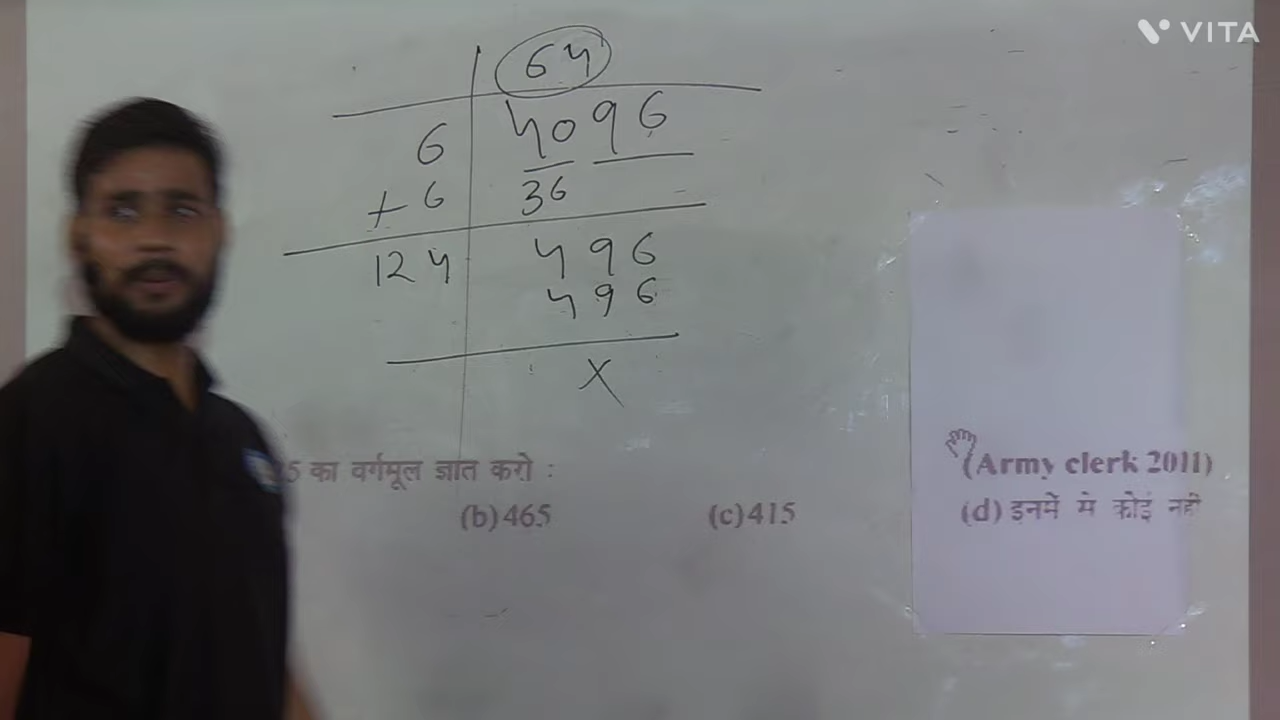 VITA
64
6 4096
+6 36
124 496
496
X
5 का वर्गमूल ज्ञात करो :
(Army clerk 2011)
(b) 465 (c) 415 (d) इनमें मे कोई नही